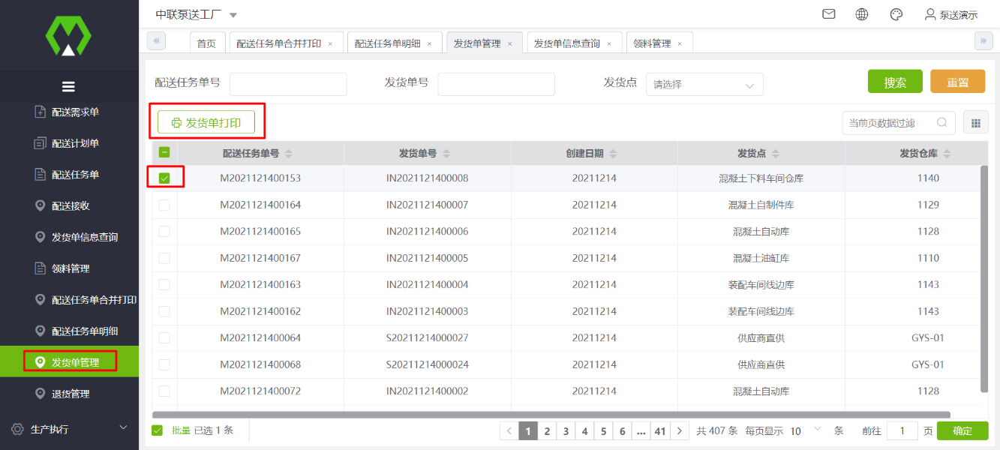 中联泵送工厂
泵送演示
首页
配送任务单合并打印 ×
配送任务单明细 ×
发货单管理 ×
发货单信息查询 ×
领料管理 ×
配送需求单
配送计划单
配送任务单
配送接收
发货单信息查询
领料管理
配送任务单合并打印
配送任务单明细
发货单管理
退货管理
生产执行
配送任务单号
发货单号
发货点
请选择
搜索
重置
发货单打印
当前页数据过滤
配送任务单号 发货单号 创建日期 发货点 发货仓库
M2021121400153 IN2021121400008 20211214 混凝土下料车间仓库 1140
M2021121400164 IN2021121400007 20211214 混凝土自制件库 1129
M2021121400165 IN2021121400006 20211214 混凝土自动库 1128
M2021121400167 IN2021121400005 20211214 混凝土油缸库 1110
M2021121400163 IN2021121400004 20211214 装配车间线边库 1143
M2021121400162 IN2021121400003 20211214 装配车间线边库 1143
M2021121400064 S20211214000027 20211214 供应商直供 GYS-01
M2021121400068 S20211214000024 20211214 供应商直供 GYS-01
M2021121400072 IN2021121400002 20211214 混凝土自动库 1128
批量 已选 1 条
1 2 3 4 5 6 ... 41
共 407 条 每页显示 10 条 前往 1 页 确定